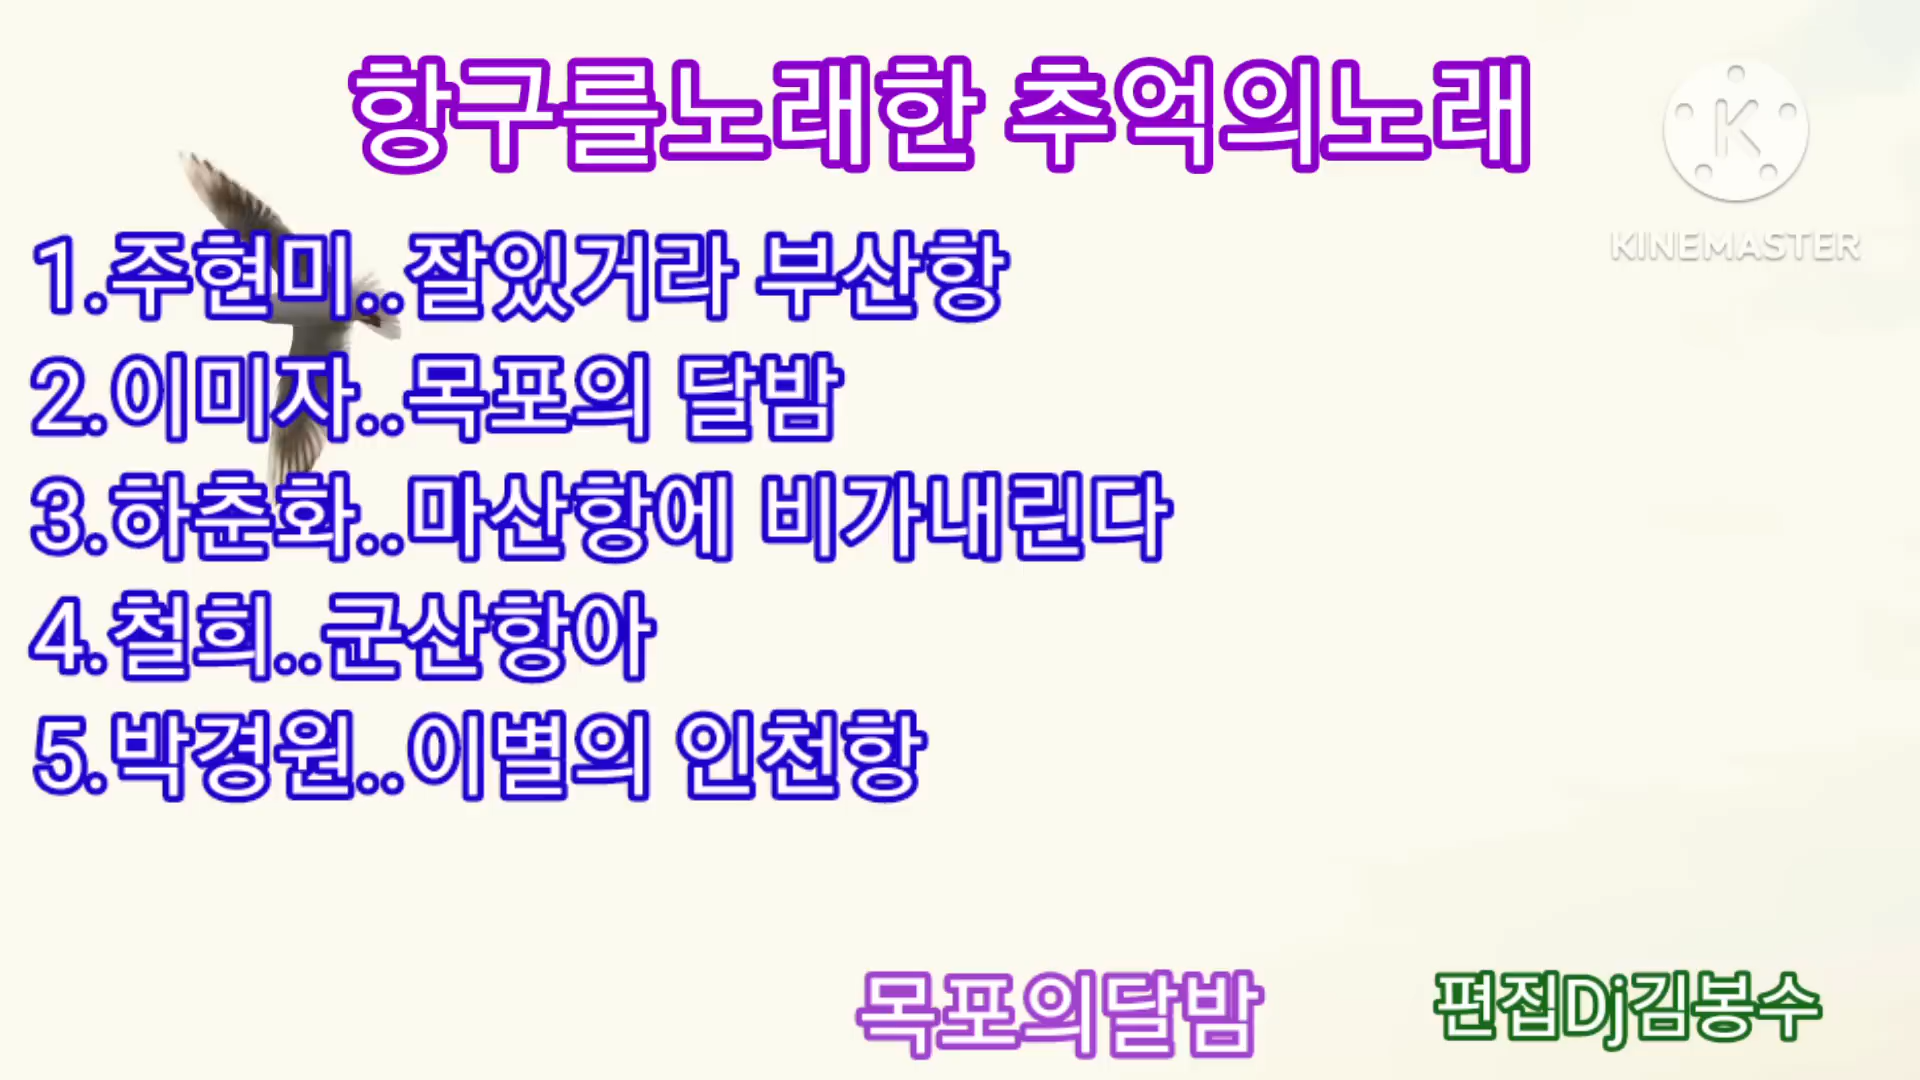 항구를노래한 추억의노래
K
KINEMASTER
1.주현미..잘있거라 부산항
2.이미자..목포의 달밤
3.하춘화..마산항에 비가내린다
4.철희..군산항아
5.박경원..이별의 인천항
목포의달밤
편집Dj김봉수